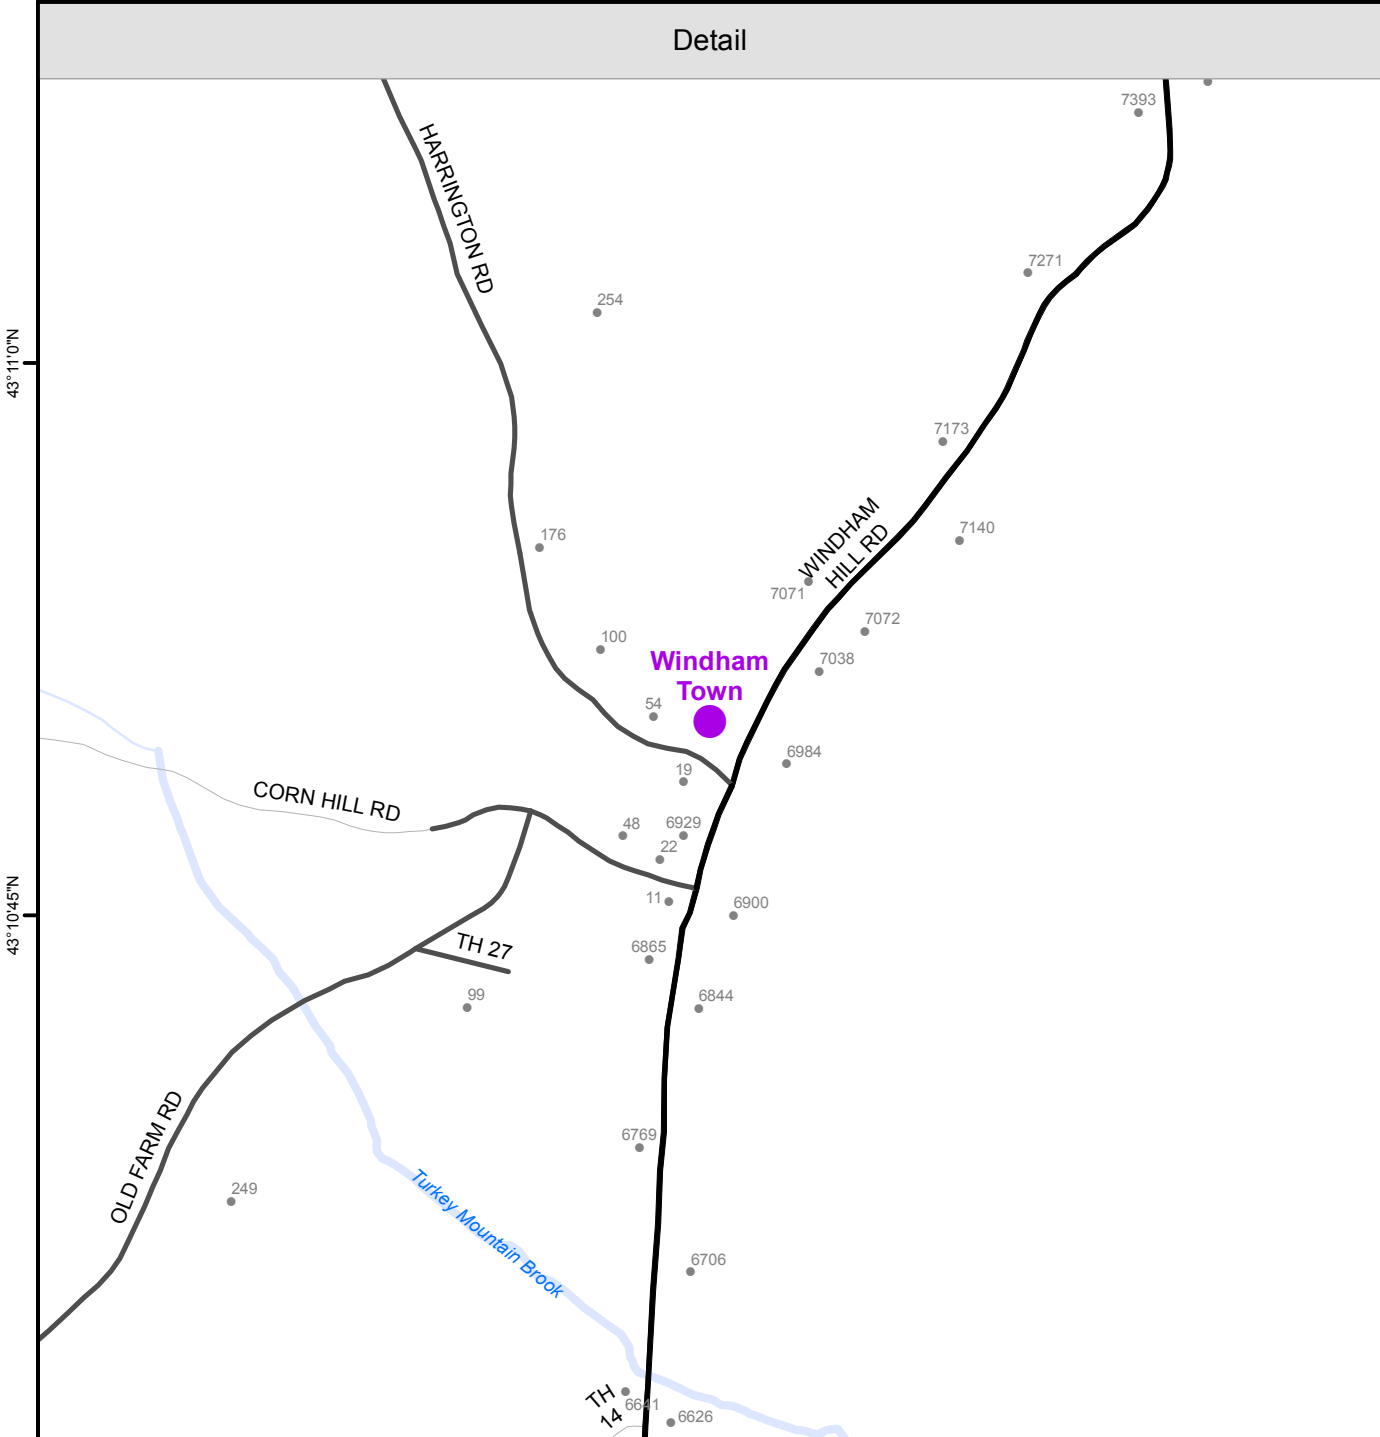 Detail
7393
HARRINGTON RD
7271
254
43°11'0"N
7173
WINDHAM
HILL RD
7140
176
7071
7072
100
Windham
Town
7038
54
6984
19
CORN HILL RD
48
6929
22
11
6900
43°10'45"N
TH 27
6865
99
6844
OLD FARM RD
6769
249
Turkey Mountain Brook
6706
TH
14
6641
6626